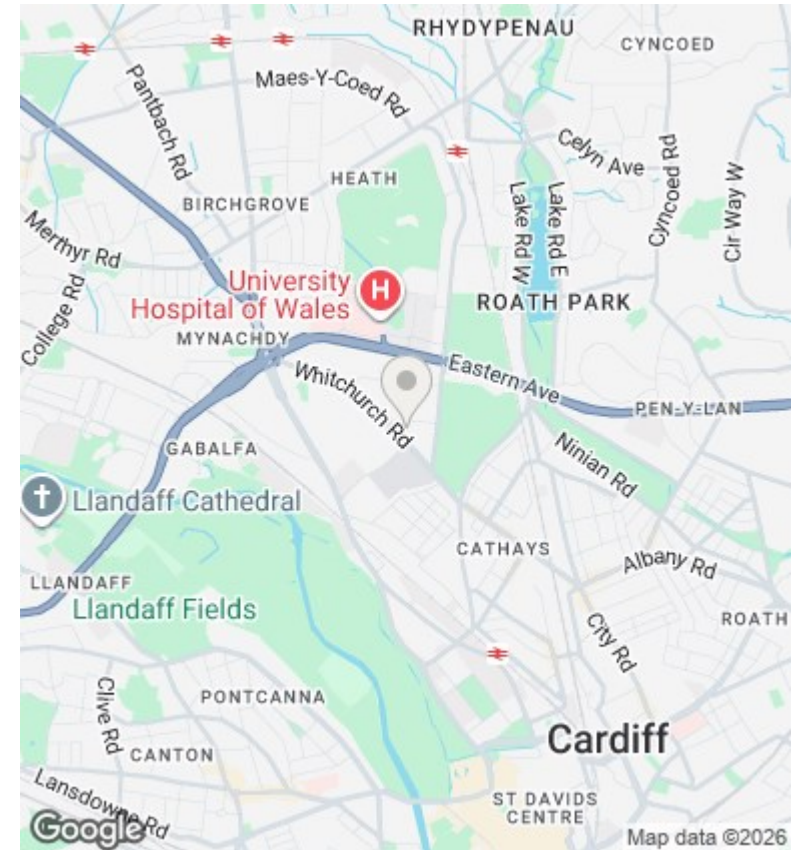 RHYDYPENAU
CYNCOED
Maes-Y-Coed Rd
Pantbach Rd
Celyn Ave
Cyncoed Rd
HEATH
BIRCHGROVE
Lake Rd W
Lake Rd E
Clr Way W
Merthyr Rd
College Rd
University
Hospital of Wales
H
ROATH PARK
MYNACHDY
Whitchurch Rd
Eastern Ave
PEN-Y-LAN
GABALFA
Ninian Rd
Llandaff Cathedral
CATHAYS
Albany Rd
LLANDAFF
Llandaff Fields
ROATH
City Rd
PONTCANNA
Clive Rd
CANTON
Cardiff
Lansdowne Rd
ST DAVIDS
CENTRE
Google
Map data ©2026